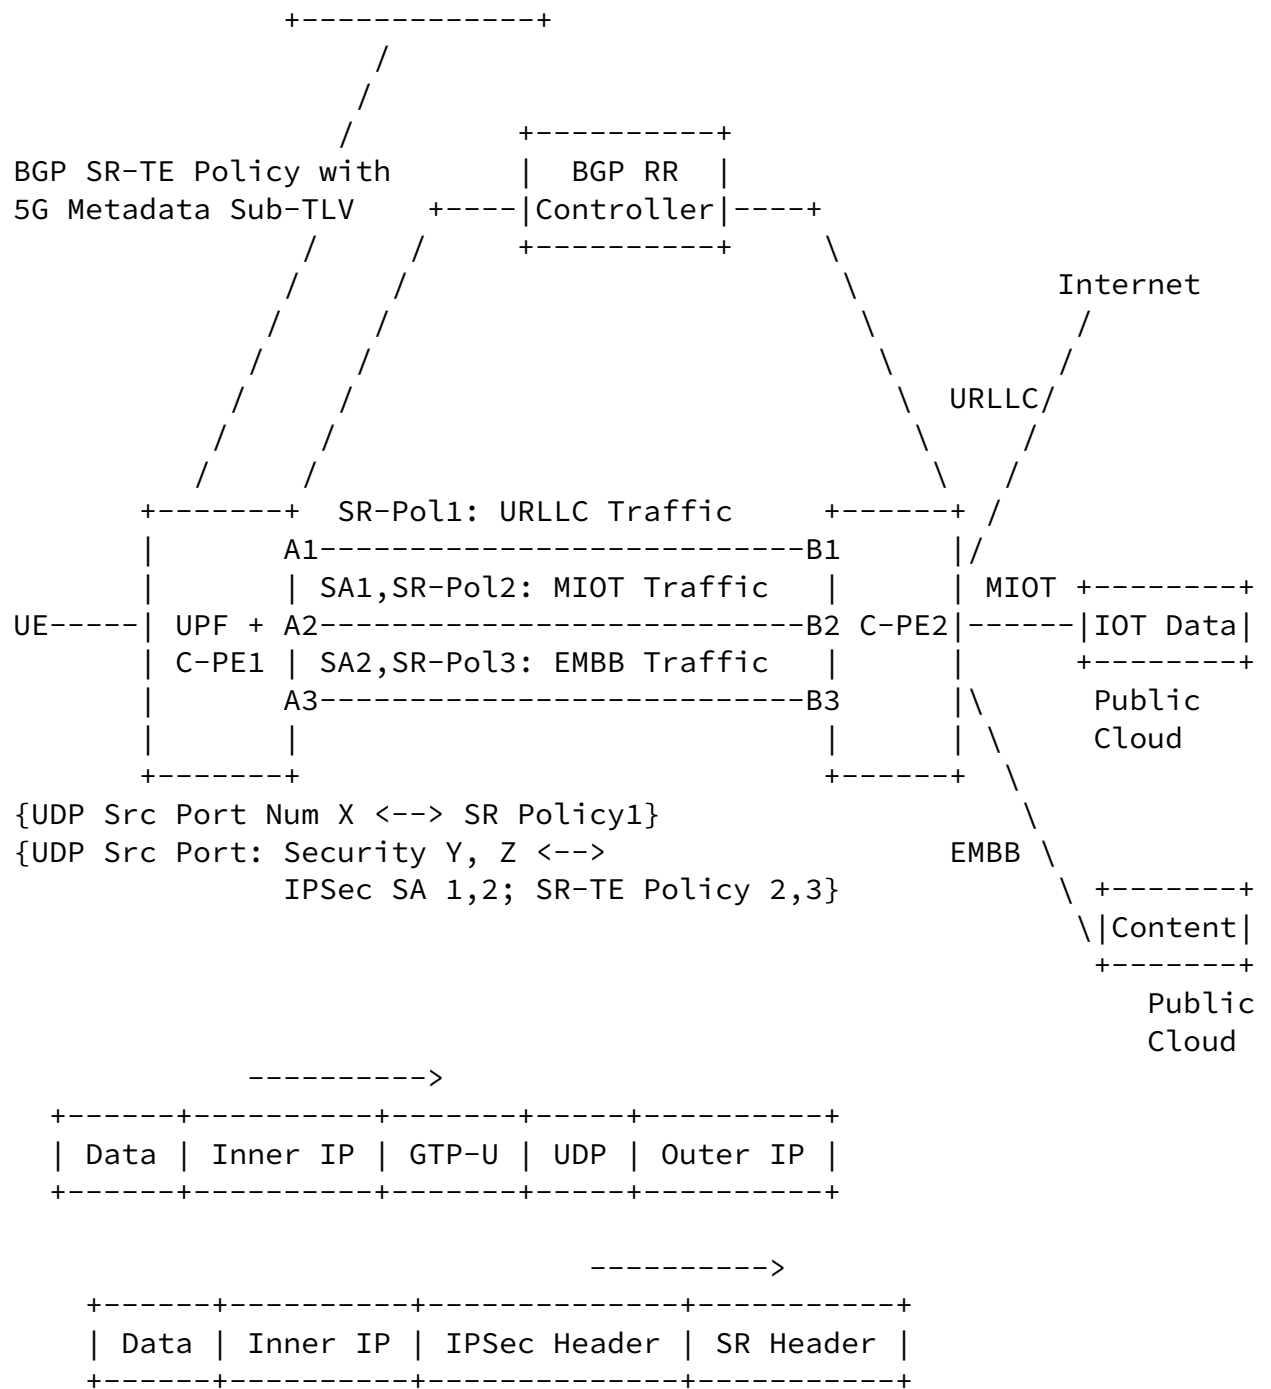 BGP RR
BGP SR-TE Policy with
5G Metadata Sub-TLV
Controller
Internet
URLLC
SR-Pol1: URLLC Traffic
A1 B1
SA1,SR-Pol2: MIOT Traffic
MIOT
UE UPF + A2 B2 C-PE2 IOT Data
C-PE1 SA2,SR-Pol3: EMBB Traffic
A3 B3 Public
Cloud
{UDP Src Port Num X <--> SR Policy1}
{UDP Src Port: Security Y, Z <-->
EMBB
IPSec SA 1,2; SR-TE Policy 2,3}
Content
Public
Cloud
Data | Inner IP | GTP-U | UDP | Outer IP
Data | Inner IP | IPSec Header | SR Header